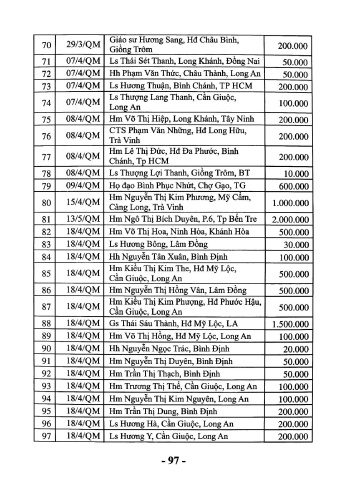 70 29/3/QM Giáo sư Hương Sang, Hđ Châu Bình,
Giồng Trôm 200.000
71 07/4/QM Ls Thái Sét Thanh, Long Khánh, Đồng Nai 50.000
72 07/4/QM Hh Phạm Văn Thức, Châu Thành, Long An 50.000
73 07/4/QM Ls Hương Thuận, Bình Chánh, TP HCM 200.000
74 07/4/QM Ls Thượng Lang Thanh, Cần Giuộc,
Long An 100.000
75 08/4/QM Hm Võ Thị Hiệp, Long Khánh, Tây Ninh 200.000
76 08/4/QM CTS Phạm Văn Những, Hđ Long Hữu,
Trà Vinh 200.000
77 08/4/QM Hm Lê Thị Đức, Hđ Đa Phước, Bình
Chánh, Tp HCM 200.000
78 08/4/QM Ls Thượng Lợi Thanh, Giồng Trôm, BT 10.000
79 09/4/QM Họ đạo Bình Phục Nhứt, Chợ Gạo, TG 600.000
80 15/4/QM Hm Nguyễn Thị Kim Phương, Mỹ Cẩm,
Càng Long, Trà Vinh 1.000.000
81 13/5/QM Hm Ngô Thị Bích Duyên, P.6, Tp Bến Tre 2.000.000
82 18/4/QM Hm Võ Thị Hoa, Ninh Hòa, Khánh Hòa 500.000
83 18/4/QM Ls Hương Bông, Lâm Đồng 30.000
84 18/4/QM Hh Nguyễn Tân Xuân, Bình Định 100.000
85 18/4/QM Hm Kiều Thị Kim The, Hđ Mỹ Lộc,
Cần Giuộc, Long An 500.000
86 18/4/QM Hm Nguyễn Thị Hồng Vân, Lâm Đồng 500.000
87 18/4/QM Hm Kiều Thị Kim Phượng, Hđ Phước Hậu,
Cần Giuộc, Long An 500.000
88 18/4/QM Gs Thái Sáu Thành, Hđ Mỹ Lộc, LA 1.500.000
89 18/4/QM Hm Võ Thị Hồng, Hđ Mỹ Lộc, Long An 100.000
90 18/4/QM Hh Nguyễn Ngọc Trác, Bình Định 20.000
91 18/4/QM Hm Nguyễn Thị Duyên, Bình Định 50.000
92 18/4/QM Hm Trần Thị Thạch, Bình Định 50.000
93 18/4/QM Hm Trương Thị Thể, Cần Giuộc, Long An 100.000
94 18/4/QM Hm Nguyễn Thị Kim Nguyên, Long An 100.000
95 18/4/QM Hm Trần Thị Dung, Bình Định 200.000
96 18/4/QM Ls Hương Hà, Cần Giuộc, Long An 200.000
97 18/4/QM Ls Hương Y, Cần Giuộc, Long An 200.000
- 97 -